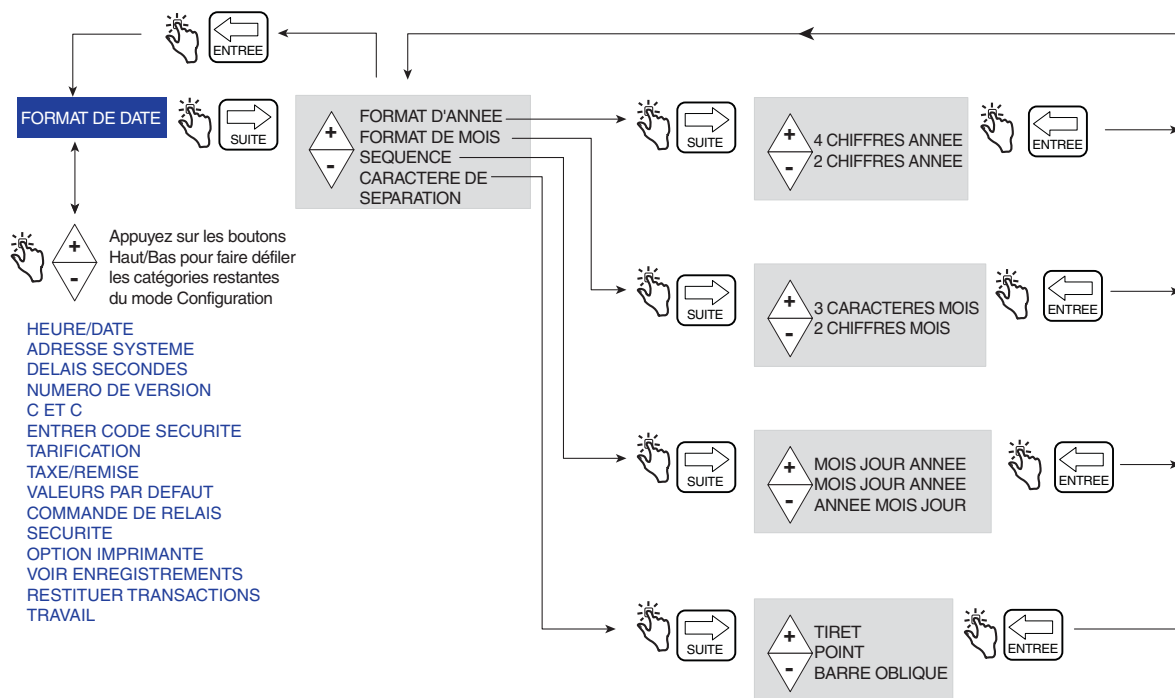 ENTREE
FORMAT DE DATE
SUITE
+
-
FORMAT D'ANNEE
FORMAT DE MOIS
SEQUENCE
CARACTERE DE
SEPARATION
SUITE
+
-
4 CHIFFRES ANNEE
2 CHIFFRES ANNEE
ENTREE
+
-
Appuyez sur les boutons
Haut/Bas pour faire défiler
les catégories restantes
du mode Configuration
SUITE
+
-
3 CARACTERES MOIS
2 CHIFFRES MOIS
ENTREE
HEURE/DATE
ADRESSE SYSTEME
DELAIS SECONDES
NUMERO DE VERSION
C ET C
ENTRER CODE SECURITE
TARIFICATION
TAXE/REMISE
VALEURS PAR DEFAUT
COMMANDE DE RELAIS
SECURITE
OPTION IMPRIMANTE
VOIR ENREGISTREMENTS
RESTITUER TRANSACTIONS
TRAVAIL
SUITE
+
-
MOIS JOUR ANNEE
MOIS JOUR ANNEE
ANNEE MOIS JOUR
ENTREE
SUITE
+
-
TIRET
POINT
BARRE OBLIQUE
ENTREE